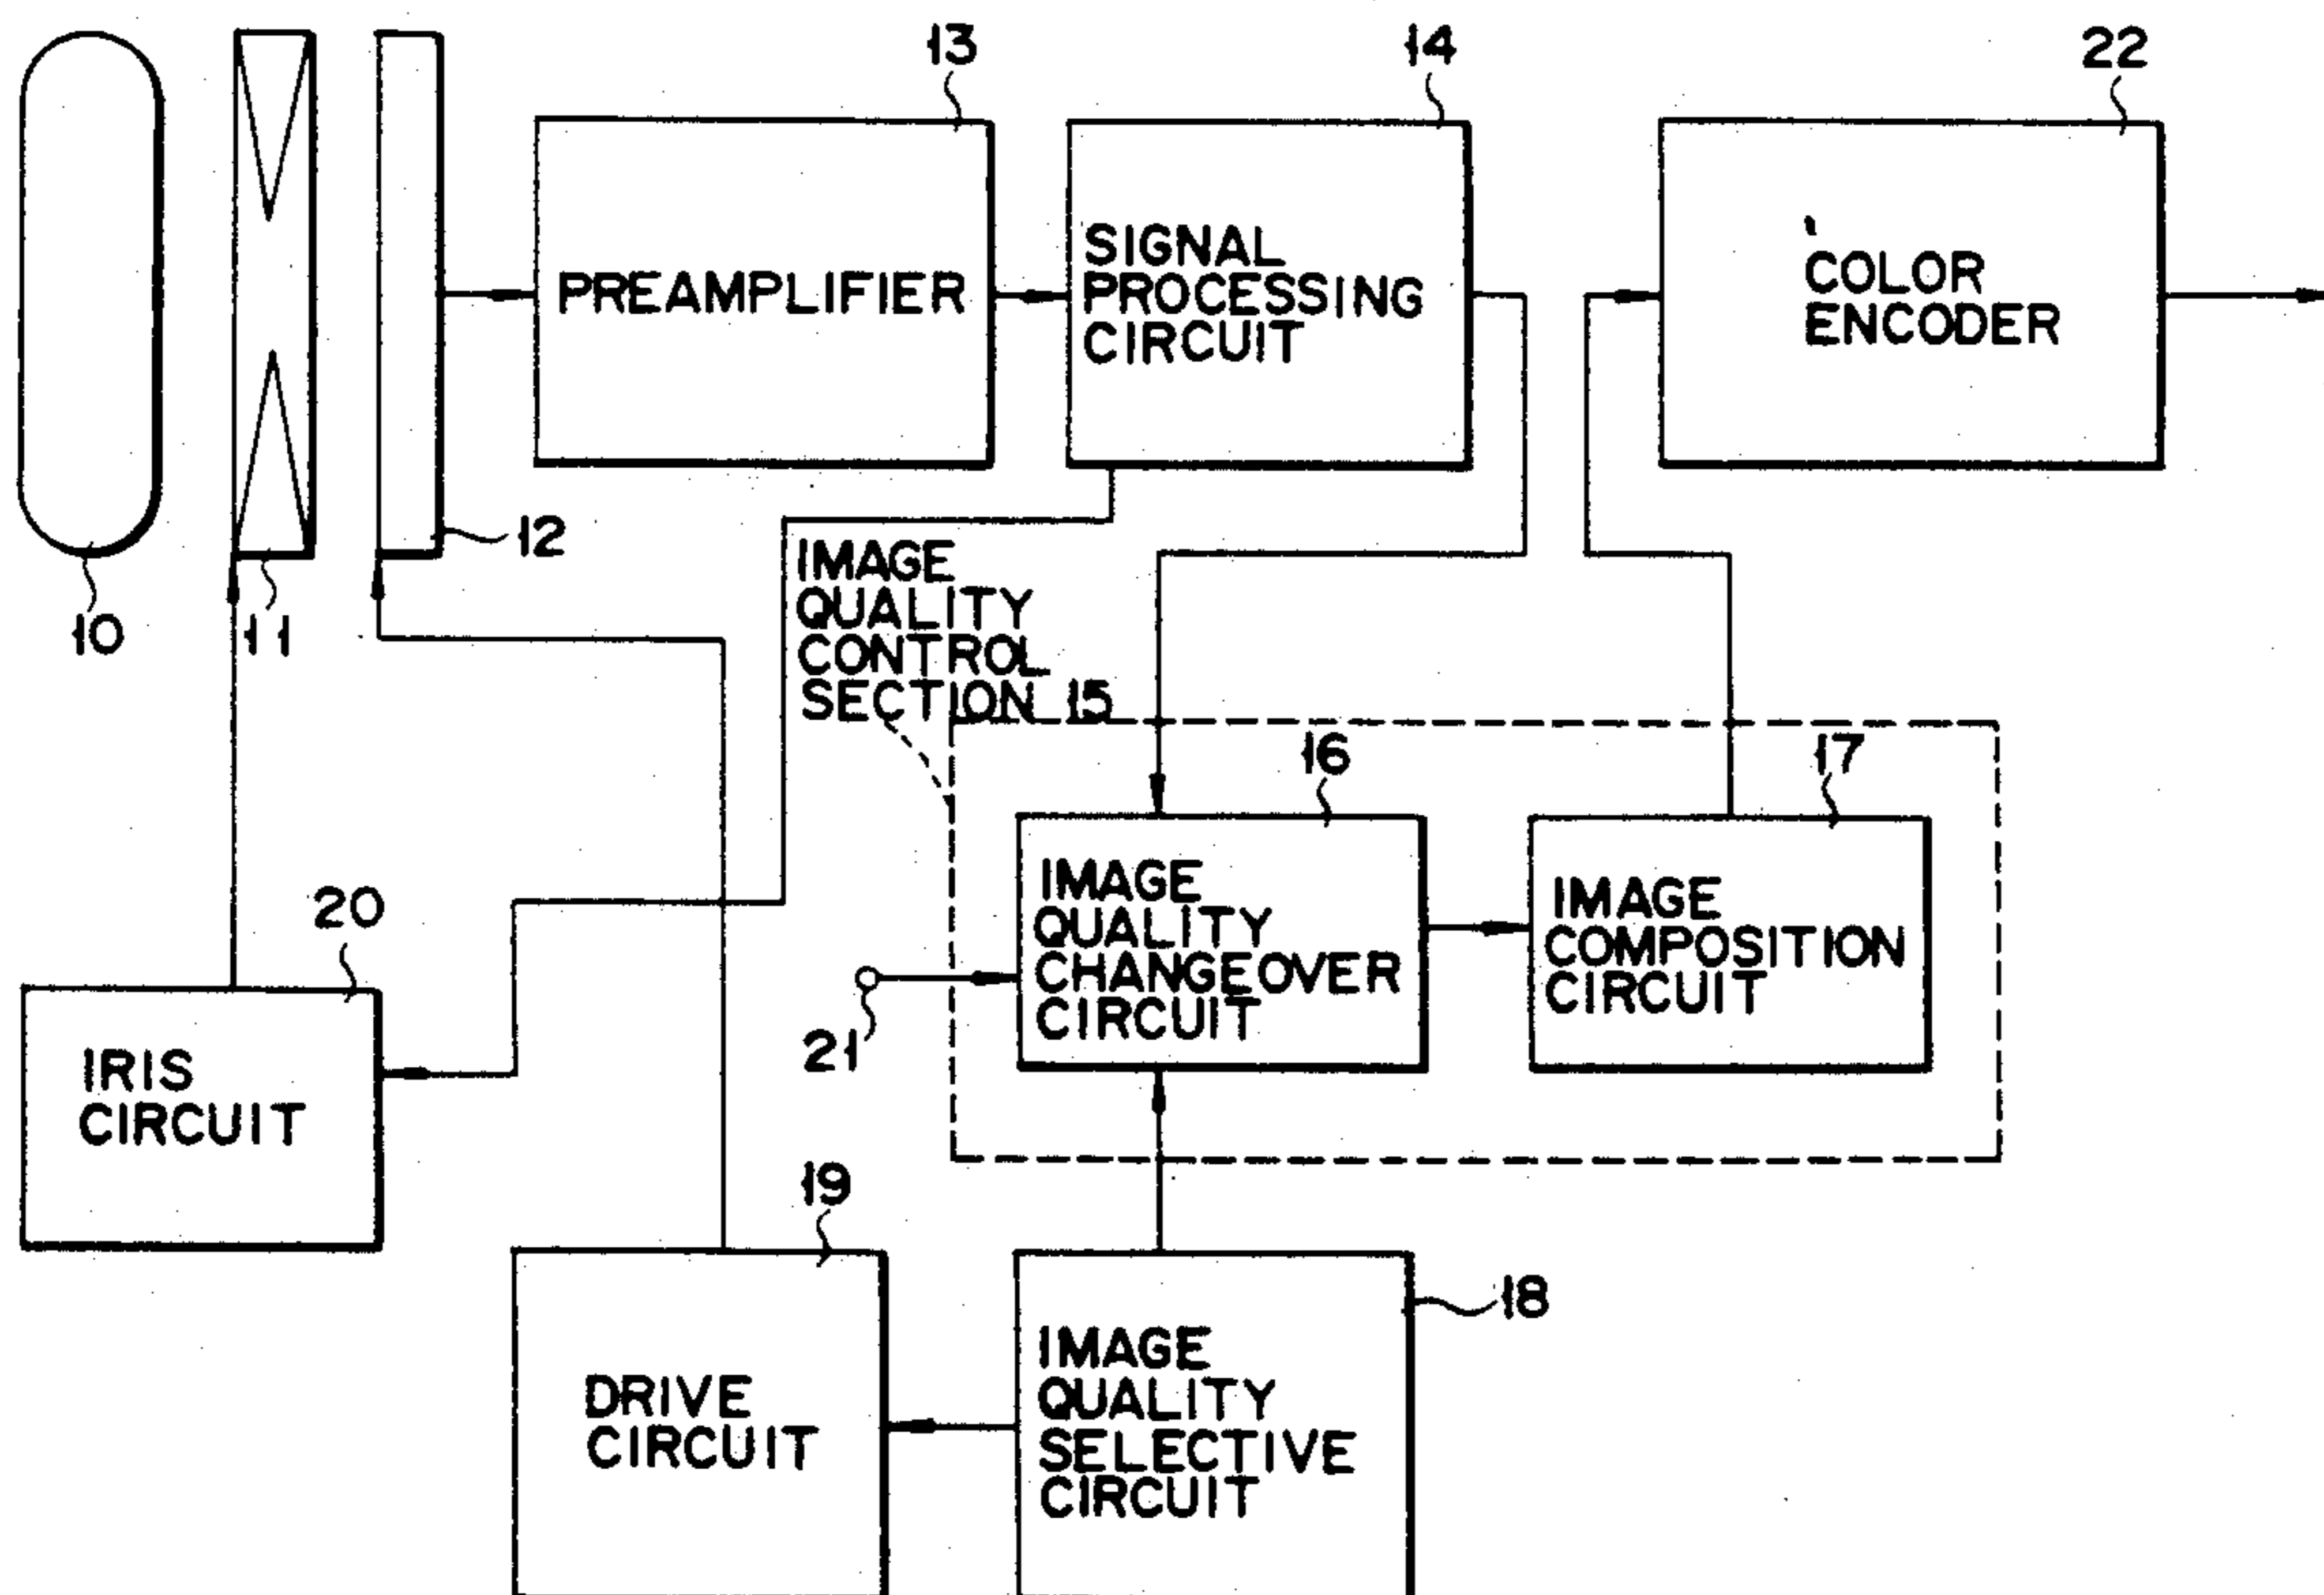 13
14
22
PREAMPLIFIER
SIGNAL
PROCESSING
CIRCUIT
COLOR
ENCODER
12
10
11
IMAGE
QUALITY
CONTROL
SECTION 15
16
17
20
IMAGE
QUALITY
CHANGEOVER
CIRCUIT
IMAGE
COMPOSITION
CIRCUIT
21
IRIS
CIRCUIT
19
18
DRIVE
CIRCUIT
IMAGE
QUALITY
SELECTIVE
CIRCUIT